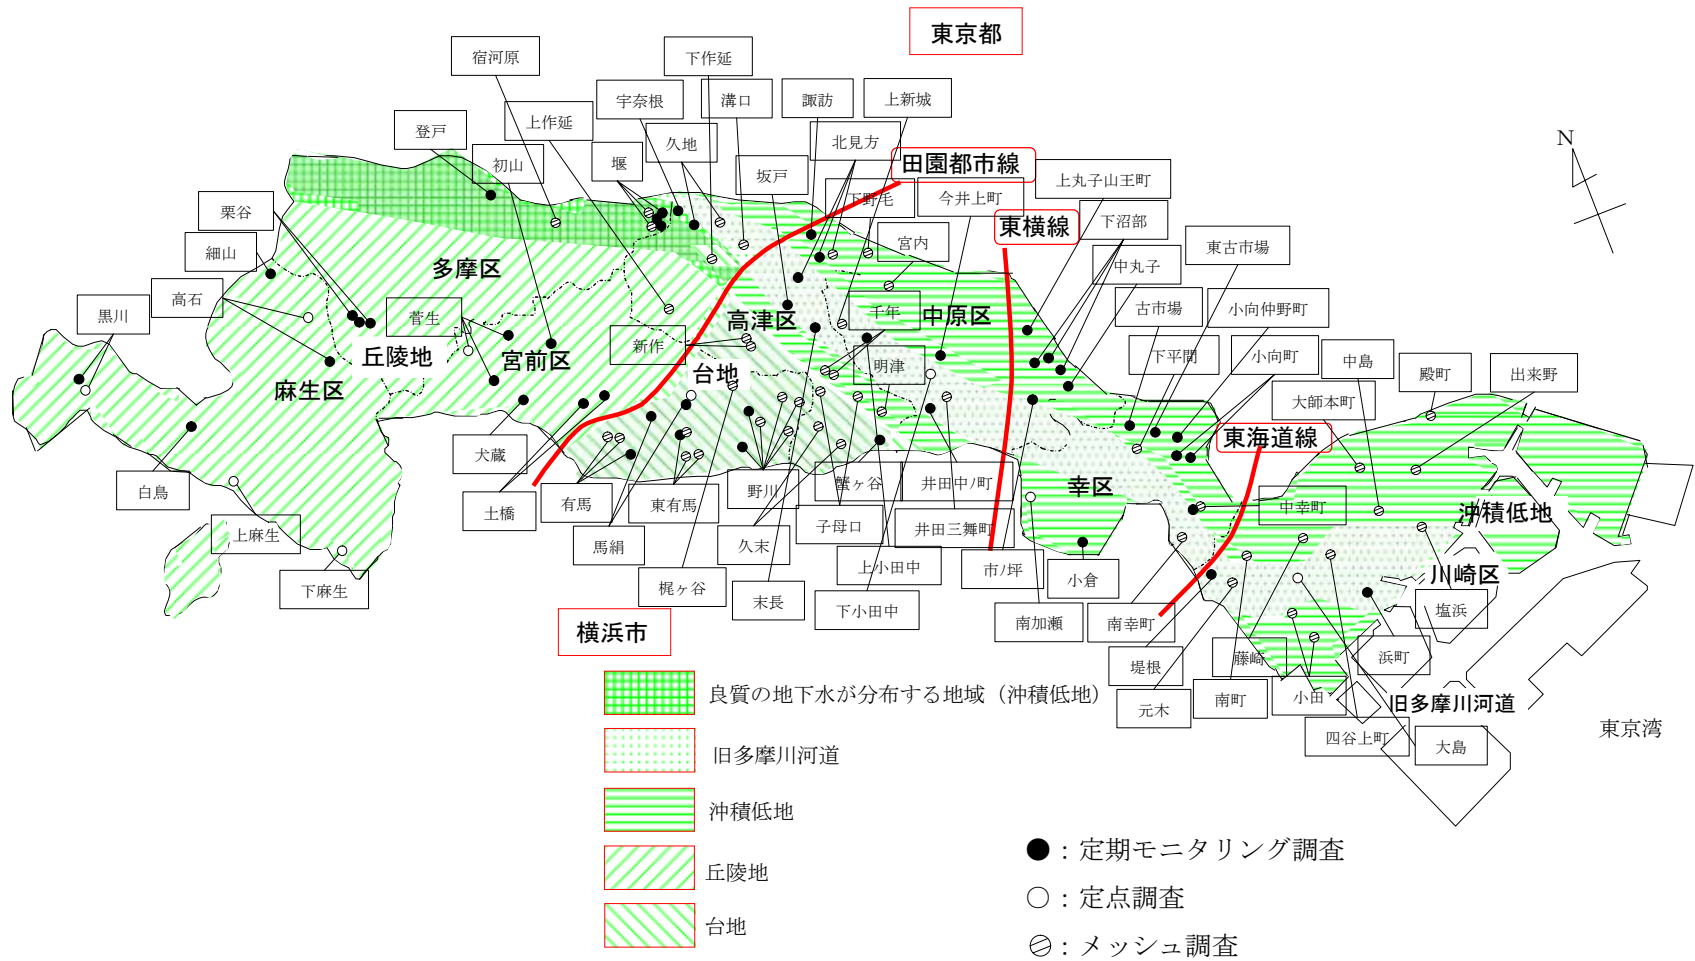 東京都
宿河原
下作延
宇奈根
溝口
諏訪
上新城
登戸
上作延
久地
北見方
堰
初山
坂戸
田園都市線
上丸子山王町
下野毛
今井上町
N
栗谷
東横線
下沼部
細山
宮内
東古市場
多摩区
中丸子
高石
黒川
菅生
千年
中原区
古市場
小向仲野町
高津区
新作
丘陵地
宮前区
明津
下平間
小向町
中島
殿町
出来野
台地
麻生区
大師本町
東海道線
犬蔵
白鳥
土橋
有馬
東有馬
野川
蟹ヶ谷
井田中ノ町
幸区
中幸町
沖積低地
上麻生
馬絹
久末
子母口
井田三舞町
下麻生
梶ヶ谷
末長
上小田中
市ノ坪
小倉
川崎区
下小田中
塩浜
横浜市
南加瀬
南幸町
堤根
藤崎
浜町
元木
南町
小田
旧多摩川河道
四谷上町
大島
東京湾
良質の地下水が分布する地域（沖積低地）
旧多摩川河道
沖積低地
丘陵地
台地
●：定期モニタリング調査
○：定点調査
：メッシュ調査